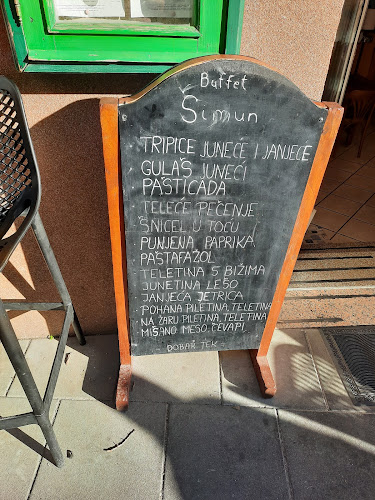 Buffet
Šimun
TRIPICE JUNEĆE I JANJEĆE
GULAŠ JUNEĆI
PAŠTICADA
TELEĆE PEČENJE
ŠNICEL U TOĆU
PUNJENA PAPRIKA
PAŠTAFAŽOL
TELETINA S BIŽIMA
JUNETINA LEŠO
JANJEĆA JETRICA
POHANA PILETINA, TELETINA
NA ŽARU PILETINA, TELETINA
MIŠANO MESO, ĆEVAPI
- DOBAR TEK -